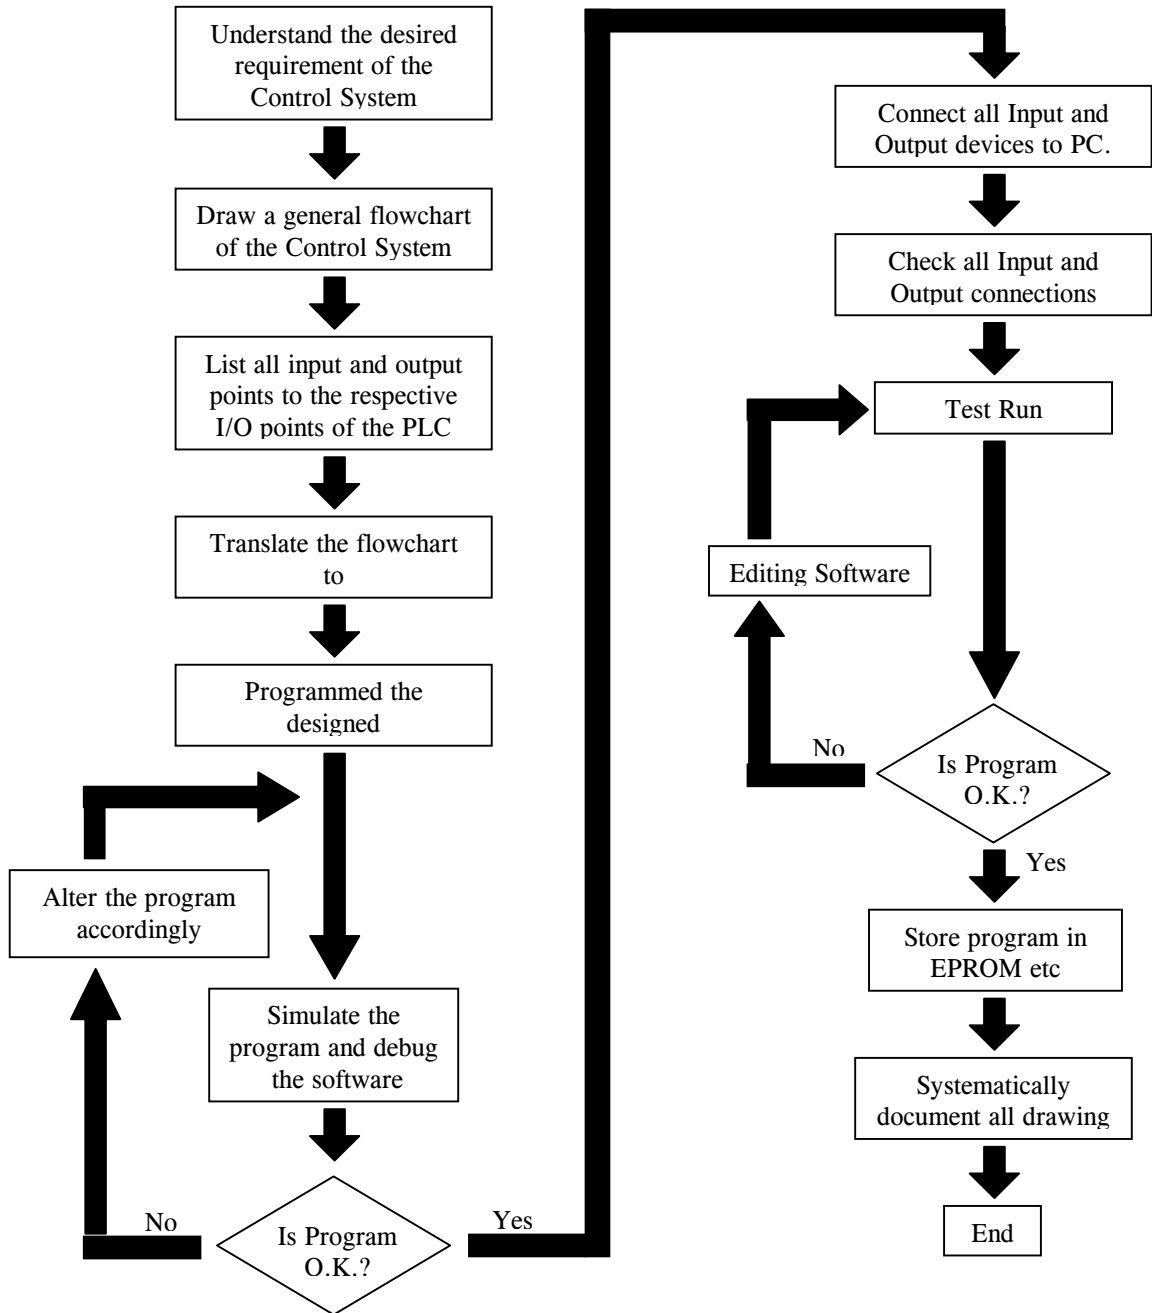 Understand the desired
requirement of the
Control System
Draw a general flowchart
of the Control System
List all input and output
points to the respective
I/O points of the PLC
Translate the flowchart
to
Programmed the
designed
Alter the program
accordingly
Simulate the
program and debug
the software
No
Is Program
O.K.?
Yes
Connect all Input and
Output devices to PC.
Check all Input and
Output connections
Test Run
Editing Software
No
Is Program
O.K.?
Yes
Store program in
EPROM etc
Systematically
document all drawing
End